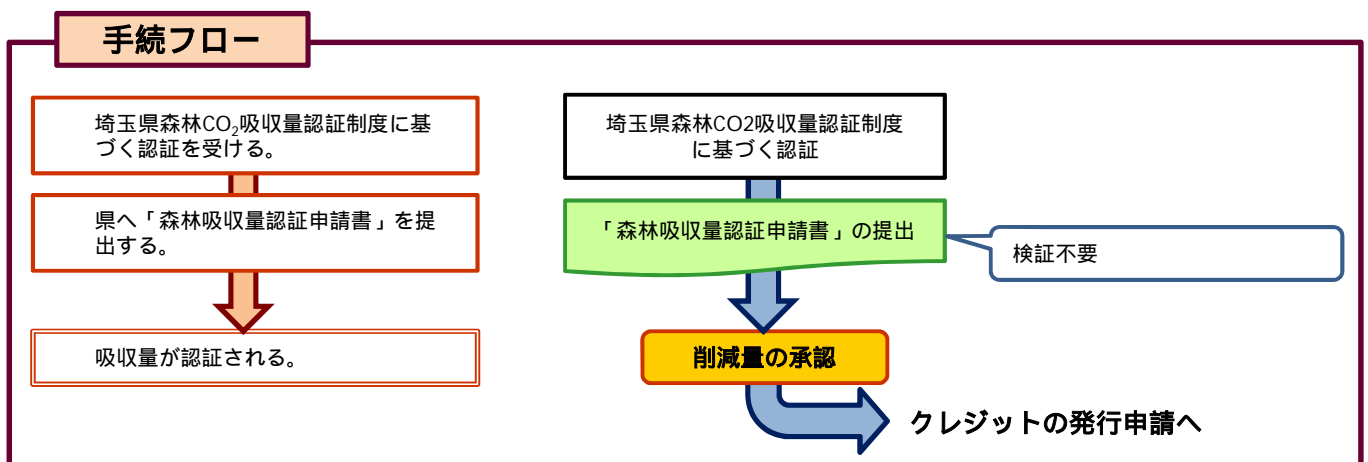 手続フロー
埼玉県森林CO₂吸収量認証制度に基
づく認証を受ける。
県へ「森林吸収量認証申請書」を提
出する。
吸収量が認証される。
埼玉県森林CO2吸収量認証制度
に基づく認証
「森林吸収量認証申請書」の提出
検証不要
削減量の承認
クレジットの発行申請へ